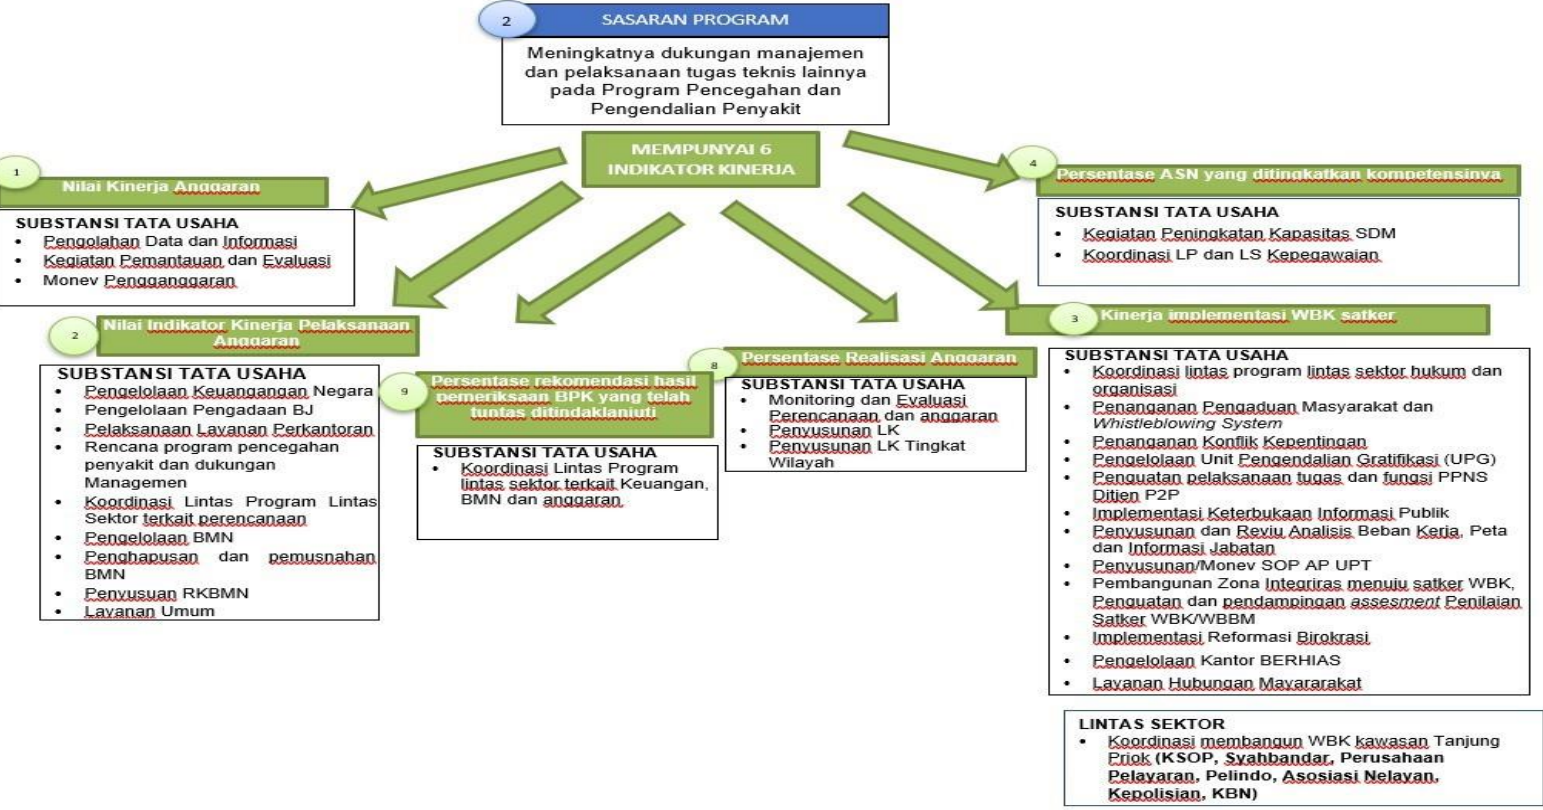 2
SASARAN PROGRAM
Meningkatnya dukungan manajemen
dan pelaksanaan tugas teknis lainnya
pada Program Pencegahan dan
Pengendalian Penyakit
MEMPUNYAI 6
INDIKATOR KINERJA
1
Nilai Kinerja Anggaran
SUBSTANSI TATA USAHA
• Pengolahan Data dan Informasi
• Kegiatan Pemantauan dan Evaluasi
• Monev Pengganggaran
2
Nilai Indikator Kinerja Pelaksanaan
Anggaran
SUBSTANSI TATA USAHA
• Pengelolaan Keuangangan Negara
• Pengelolaan Pengadaan BJ
• Pelaksanaan Layanan Perkantoran
• Rencana program pencegahan
penyakit dan dukungan
Managemen
• Koordinasi Lintas Program Lintas
Sektor terkait perencanaan
• Pengelolaan BMN
• Penghapusan dan pemusnahan
BMN
• Penyusuan RKBMN
• Layanan Umum
9
Persentase rekomendasi hasil
pemeriksaan BPK yang telah
tuntas ditindaklanjuti
SUBSTANSI TATA USAHA
• Koordinasi Lintas Program
lintas sektor terkait Keuangan,
BMN dan anggaran
8
Persentase Realisasi Anggaran
SUBSTANSI TATA USAHA
• Monitoring dan Evaluasi
Perencanaan dan anggaran
• Penyusunan LK
• Penyusunan LK Tingkat
Wilayah
4
Persentase ASN yang ditingkatkan kompetensinya
SUBSTANSI TATA USAHA
• Kegiatan Peningkatan Kapasitas SDM
• Koordinasi LP dan LS Kepegawaian
3
Kinerja implementasi WBK satker
SUBSTANSI TATA USAHA
• Koordinasi lintas program lintas sektor hukum dan
organisasi
• Penanganan Pengaduan Masyarakat dan
Whistleblowing System
• Penanganan Konflik Kepentingan
• Pengelolaan Unit Pengendalian Gratifikasi (UPG)
• Penguatan pelaksanaan tugas dan fungsi PPNS
Ditjen P2P
• Implementasi Keterbukaan Informasi Publik
• Penyusunan dan Reviu Analisis Beban Kerja, Peta
dan Informasi Jabatan
• Penyusunan/Monev SOP AP UPT
• Pembangunan Zona Integriras menuju satker WBK,
Penguatan dan pendampingan assesment Penilaian
Satker WBK/WBBM
• Implementasi Reformasi Birokrasi
• Pengelolaan Kantor BERHIAS
• Layanan Hubungan Mayararakat
LINTAS SEKTOR
• Koordinasi membangun WBK kawasan Tanjung
Priok (KSOP, Syahbandar, Perusahaan
Pelayaran, Pelindo, Asosiasi Nelayan,
Kepolisian, KBN)